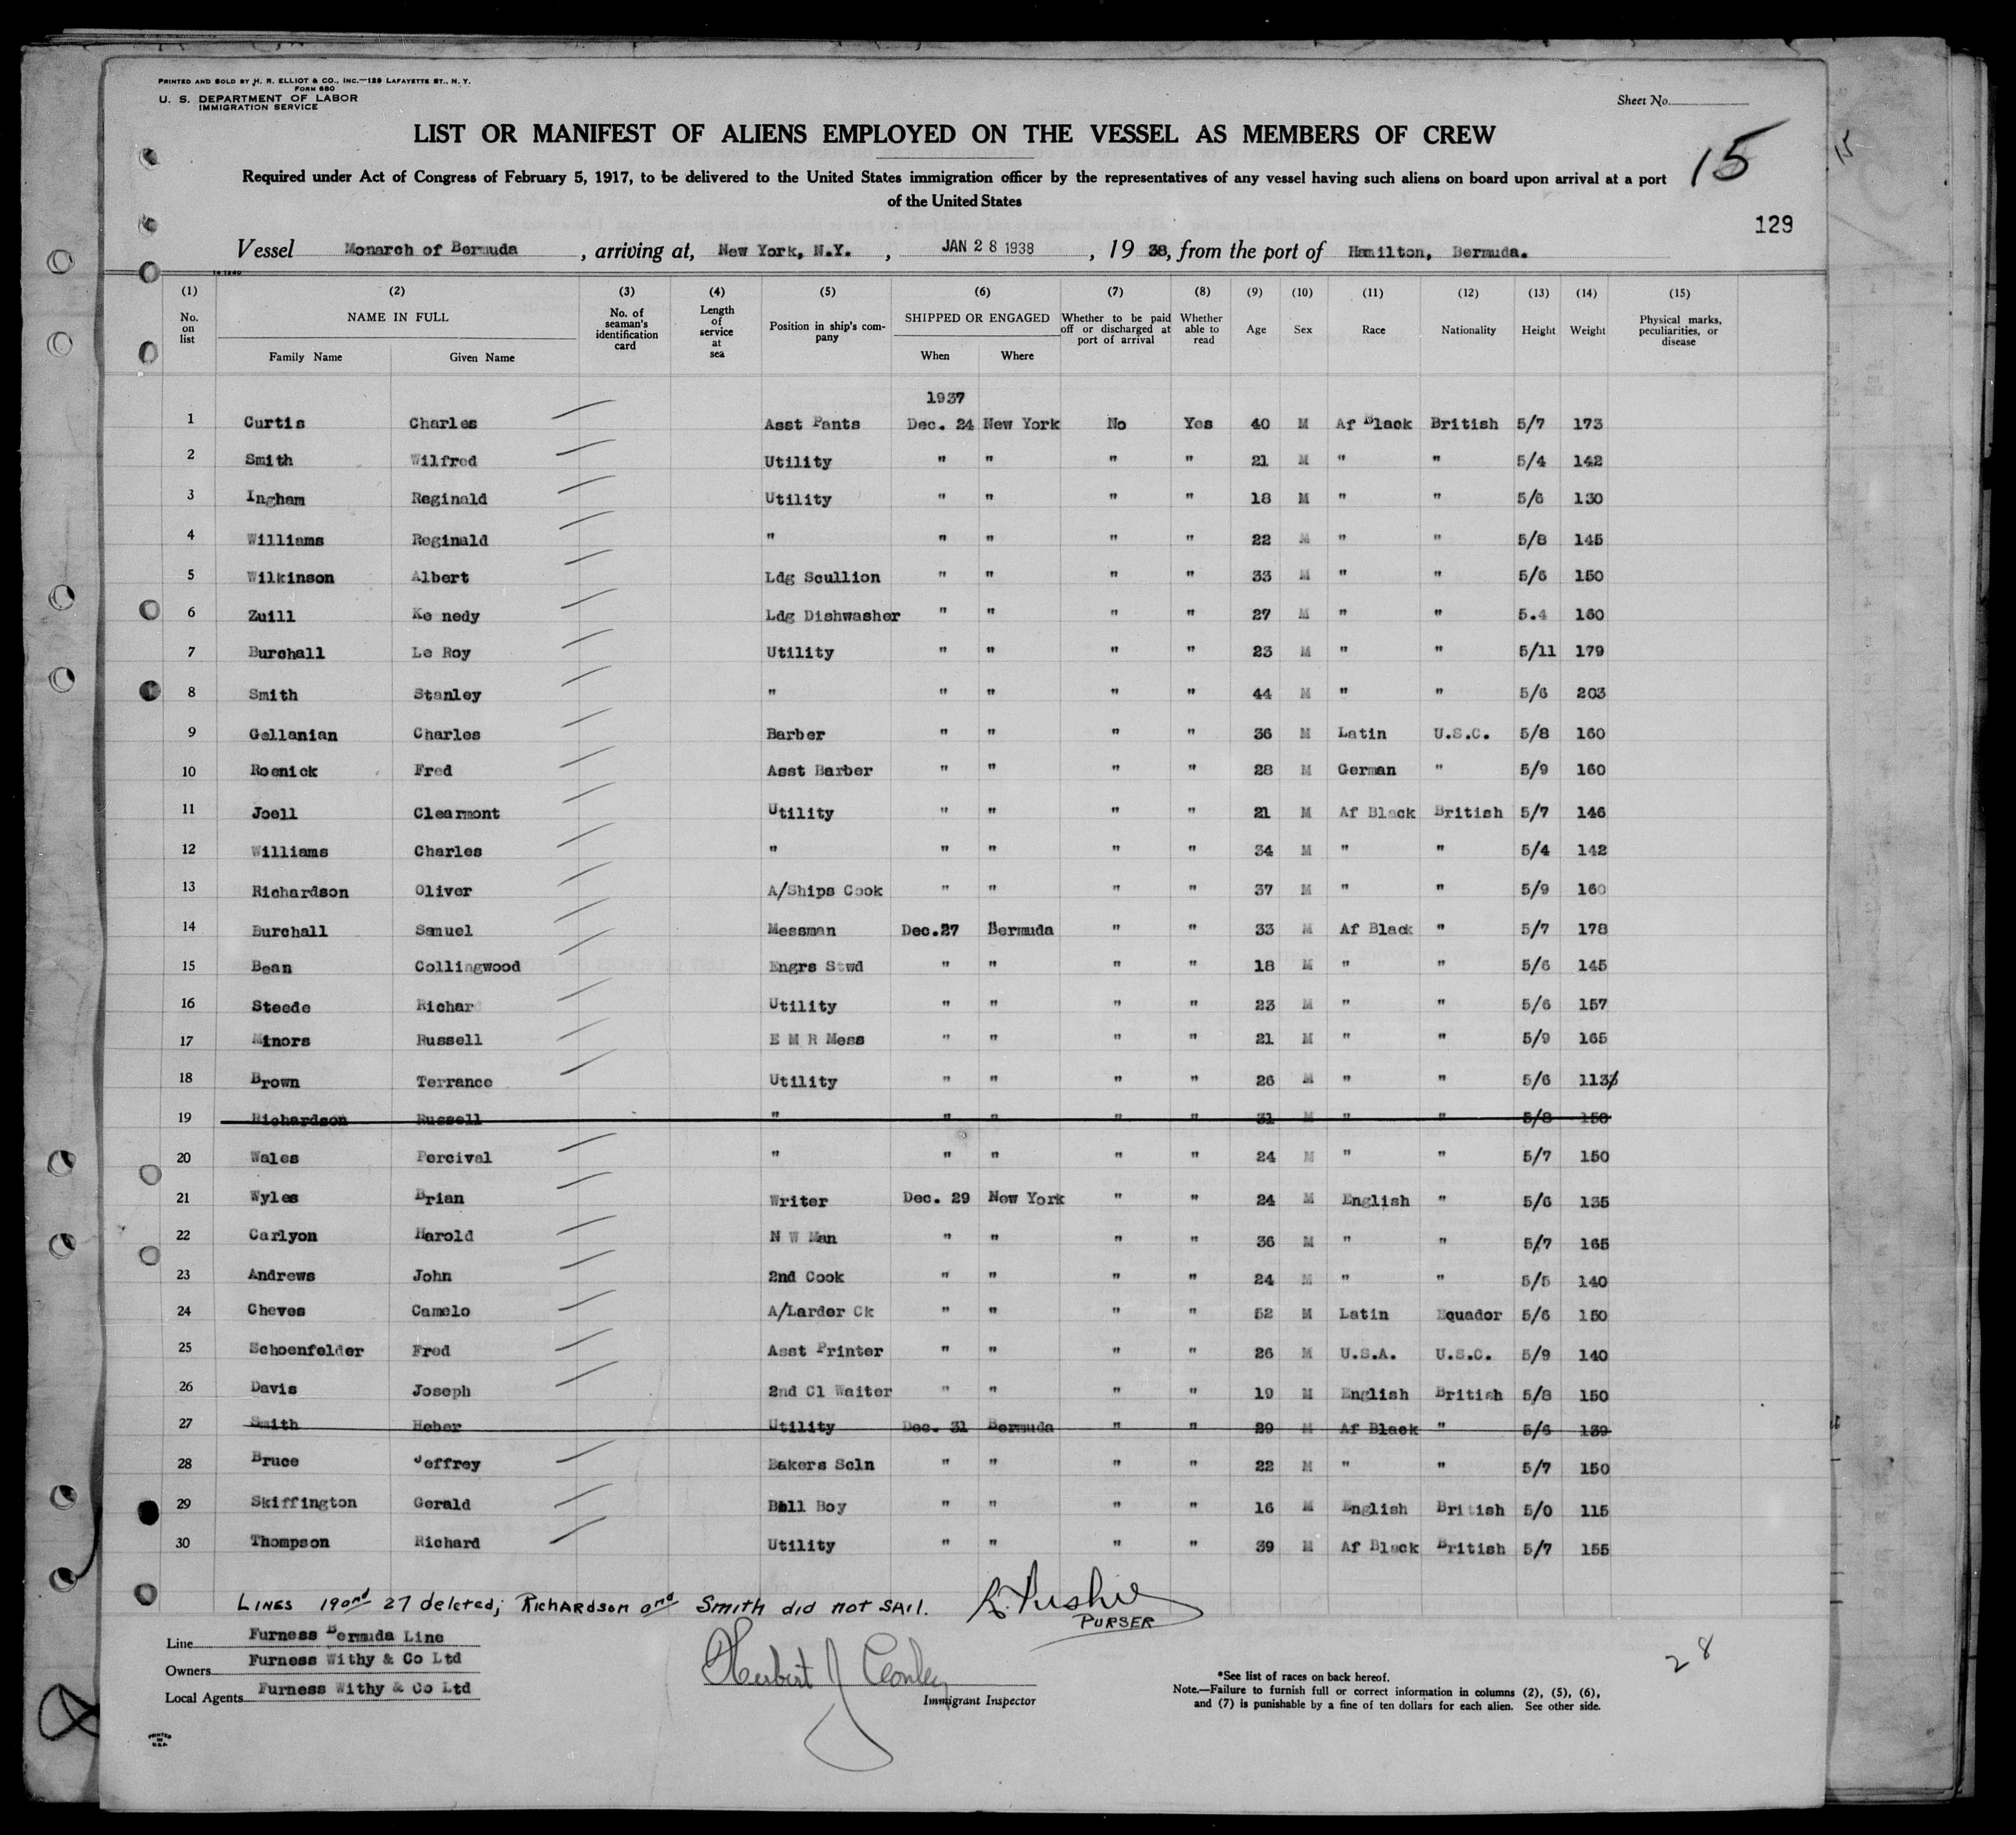 PRINTED AND SOLD BY H. R. ELLIOT & CO., INC.—129 LAFAYETTE ST., N. Y.
FORM 680
U. S. DEPARTMENT OF LABOR
IMMIGRATION SERVICE
Sheet No.
LIST OR MANIFEST OF ALIENS EMPLOYED ON THE VESSEL AS MEMBERS OF CREW
15
15
Required under Act of Congress of February 5, 1917, to be delivered to the United States immigration officer by the representatives of any vessel having such aliens on board upon arrival at a port
of the United States
129
Vessel Monarch of Bermuda , arriving at, New York, N.Y. , JAN 28 1938 , 19 38, from the port of Hamilton, Bermuda.
14-1240
(1) (2) (3) (4) (5) (6) (7) (8) (9) (10) (11) (12) (13) (14) (15)
No. on list NAME IN FULL Family Name Given Name No. of seaman's identification card Length of service at sea Position in ship's company SHIPPED OR ENGAGED When Where Whether to be paid off or discharged at port of arrival Whether able to read Age Sex Race Nationality Height Weight Physical marks, peculiarities, or disease
1937
1 Curtis Charles Asst Pants Dec. 24 New York No Yes 40 M Af Black British 5/7 173
2 Smith Wilfred Utility " " " " 21 M " " 5/4 142
3 Ingham Reginald Utility " " " " 18 M " " 5/6 130
4 Williams Reginald " " " " " 22 M " " 5/8 145
5 Wilkinson Albert Ldg Scullion " " " " 33 M " " 5/6 150
6 Zuill Ke nedy Ldg Dishwasher " " " " 27 M " " 5.4 160
7 Burchall Le Roy Utility " " " " 23 M " " 5/11 179
8 Smith Stanley " " " " " 44 M " " 5/6 203
9 Gellanian Charles Barber " " " " 36 M Latin U.S.C. 5/8 160
10 Roenick Fred Asst Barber " " " " 28 M German " 5/9 160
11 Joell Clearmont Utility " " " " 21 M Af Black British 5/7 146
12 Williams Charles " " " " " 34 M " " 5/4 142
13 Richardson Oliver A/Ships Cook " " " " 37 M " " 5/9 160
14 Burchall Samuel Messman Dec.27 Bermuda " " 33 M Af Black " 5/7 178
15 Bean Collingwood Engrs Stwd " " " " 18 M " " 5/6 145
16 Steede Richard Utility " " " " 23 M " " 5/6 157
17 Minors Russell E M R Mess " " " " 21 M " " 5/9 165
18 Brown Terrance Utility " " " " 26 M " " 5/6 113
19 Richardson Russell " " " " " 31 M " " 5/8 150
20 Wales Percival " " " " " 24 M " " 5/7 150
21 Wyles Brian Writer Dec. 29 New York " " 24 M English " 5/6 135
22 Carlyon Harold N W Man " " " " 36 M " " 5/7 165
23 Andrews John 2nd Cook " " " " 24 M " " 5/5 140
24 Cheves Camelo A/Larder Ck " " " " 52 M Latin Equador 5/6 150
25 Schoenfelder Fred Asst Printer " " " " 26 M U.S.A. U.S.C. 5/9 140
26 Davis Joseph 2nd Cl Waiter " " " " 19 M English British 5/8 150
27 Smith Heber Utility Dec. 31 Bermuda " " 29 M Af Black " 5/6 139
28 Bruce Jeffrey Bakers Scln " " " " 22 M " " 5/7 150
29 Skiffington Gerald Bell Boy " " " " 16 M English British 5/0 115
30 Thompson Richard Utility " " " " 39 M Af Black British 5/7 155
LINES 19 and 27 deleted; RICHARDSON and Smith did not SAIL.
PURSER
Line Furness Bermuda Line
Owners Furness Withy & Co Ltd
Local Agents Furness Withy & Co Ltd
Herbert J Conley
Immigrant Inspector
28
*See list of races on back hereof.
Note.—Failure to furnish full or correct information in columns (2), (5), (6),
and (7) is punishable by a fine of ten dollars for each alien. See other side.
PRINTED
IN
U.S.A.